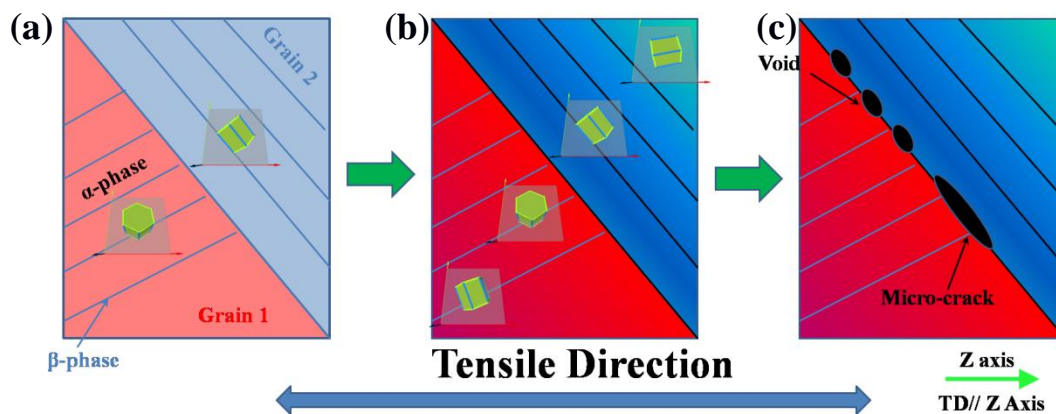 (a)
Grain 2
α-phase
Grain 1
β-phase
(b)
(c)
Void
Micro-crack
Tensile Direction
Z axis
TD// Z Axis